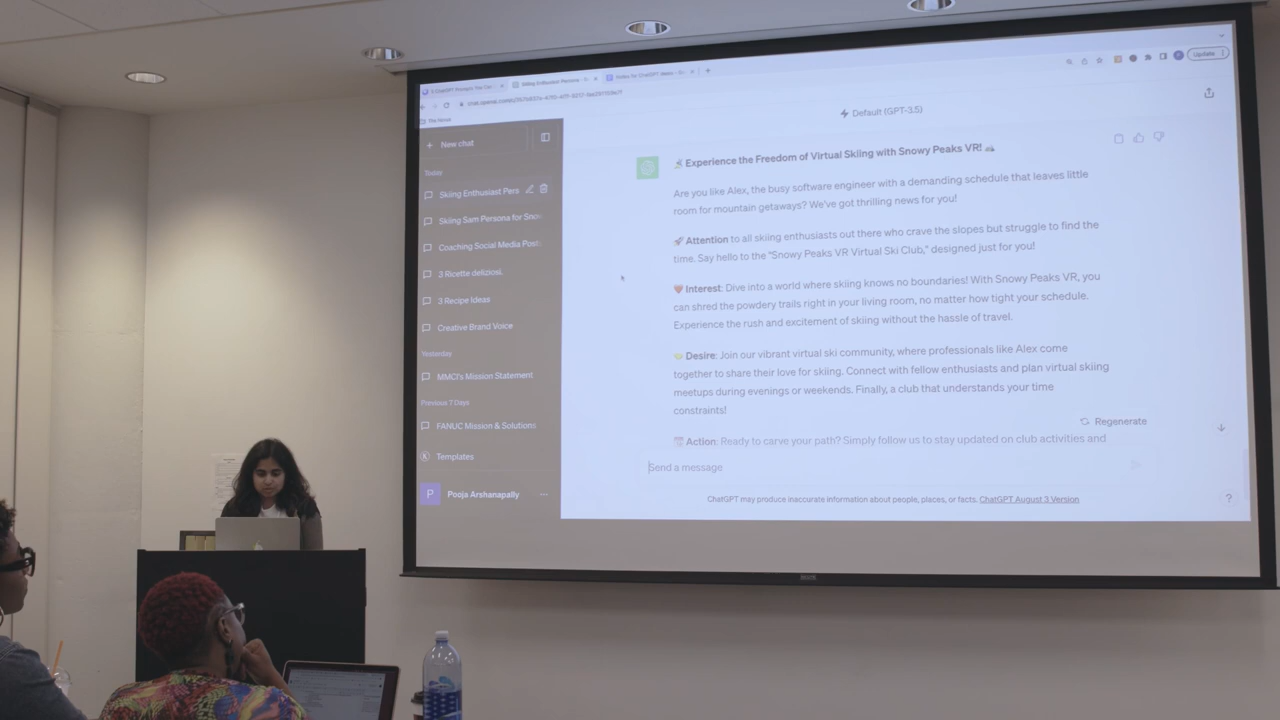 Update
Default (GPT-3.5)
New chat
Today
Skiing Enthusiast Pers
Skiing Sam Persona for Snow
Coaching Social Media Post
3 Ricette deliziosi.
3 Recipe Ideas
Creative Brand Voice
Yesterday
MMCI's Mission Statement
Previous 7 Days
FANUC Mission & Solutions
Templates
P Pooja Arshanapally
Experience the Freedom of Virtual Skiing with Snowy Peaks VR!
Are you like Alex, the busy software engineer with a demanding schedule that leaves little
room for mountain getaways? We've got thrilling news for you!
Attention to all skiing enthusiasts out there who crave the slopes but struggle to find the
time. Say hello to the "Snowy Peaks VR Virtual Ski Club," designed just for you!
Interest: Dive into a world where skiing knows no boundaries! With Snowy Peaks VR, you
can shred the powdery trails right in your living room, no matter how tight your schedule.
Experience the rush and excitement of skiing without the hassle of travel.
Desire: Join our vibrant virtual ski community, where professionals like Alex come
together to share their love for skiing. Connect with fellow enthusiasts and plan virtual skiing
meetups during evenings or weekends. Finally, a club that understands your time
constraints!
Regenerate
Action: Ready to carve your path? Simply follow us to stay updated on club activities and
Send a message
ChatGPT may produce inaccurate information about people, places, or facts. ChatGPT August 3 Version
?